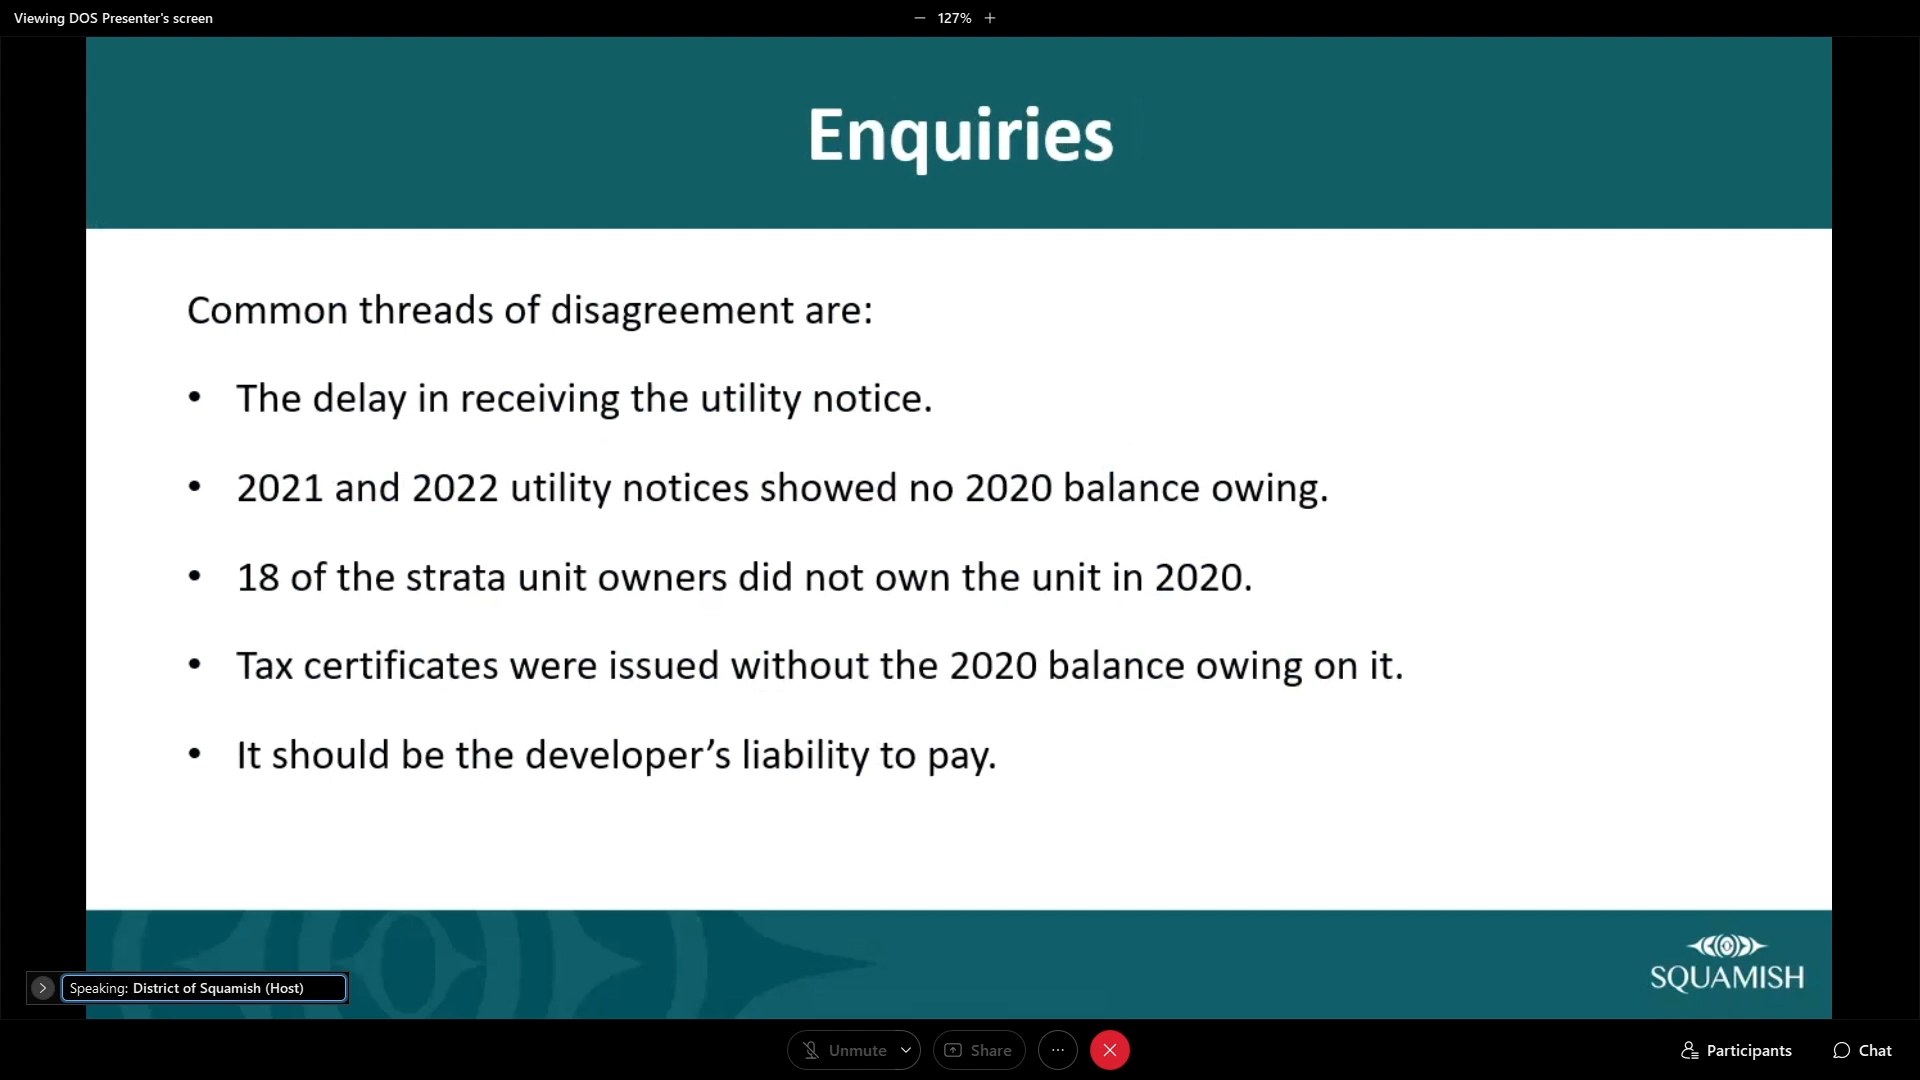 Viewing DOS Presenter's screen
127%
Enquiries
Common threads of disagreement are:
• The delay in receiving the utility notice.
• 2021 and 2022 utility notices showed no 2020 balance owing.
• 18 of the strata unit owners did not own the unit in 2020.
• Tax certificates were issued without the 2020 balance owing on it.
• It should be the developer’s liability to pay.
SQUAMISH
Speaking: District of Squamish (Host)
Unmute
Share
Participants
Chat